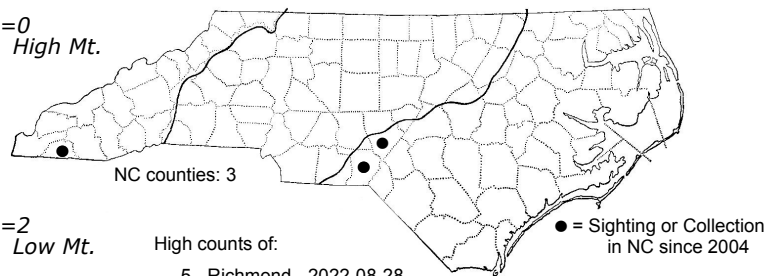 =0
High Mt.
NC counties: 3
=2
Low Mt.
High counts of:
● = Sighting or Collection
in NC since 2004
5 - Richmond - 2022-08-28